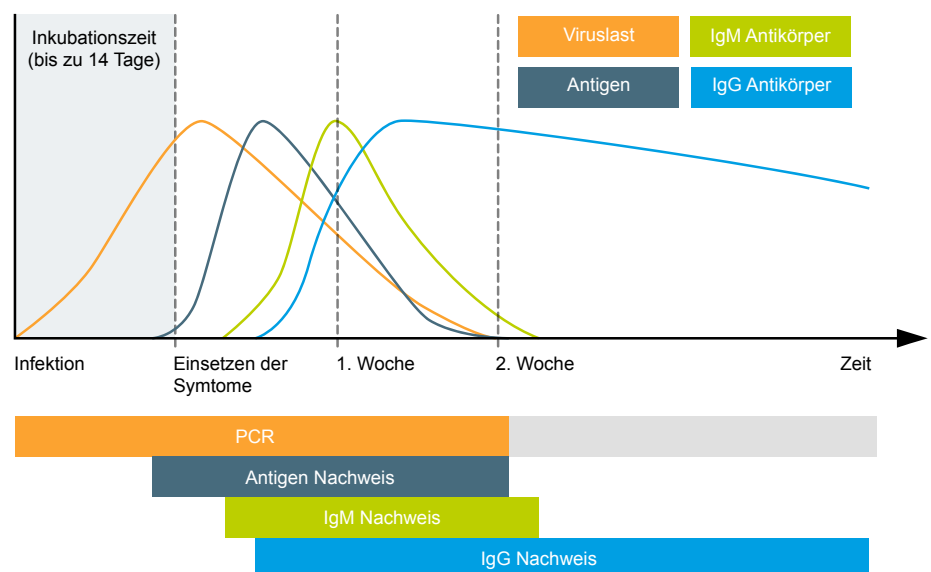 Inkubationszeit
(bis zu 14 Tage)
Viruslast
IgM Antikörper
Antigen
IgG Antikörper
Infektion
Einsetzen der
Symtome
1. Woche
2. Woche
Zeit
PCR
Antigen Nachweis
IgM Nachweis
IgG Nachweis